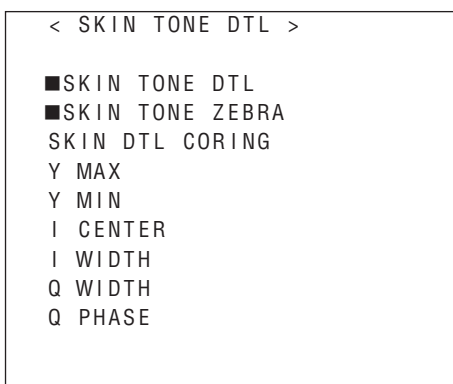 < SKIN TONE DTL >
■SKIN TONE DTL
■SKIN TONE ZEBRA
SKIN DTL CORING
Y MAX
Y MIN
I CENTER
I WIDTH
Q WIDTH
Q PHASE